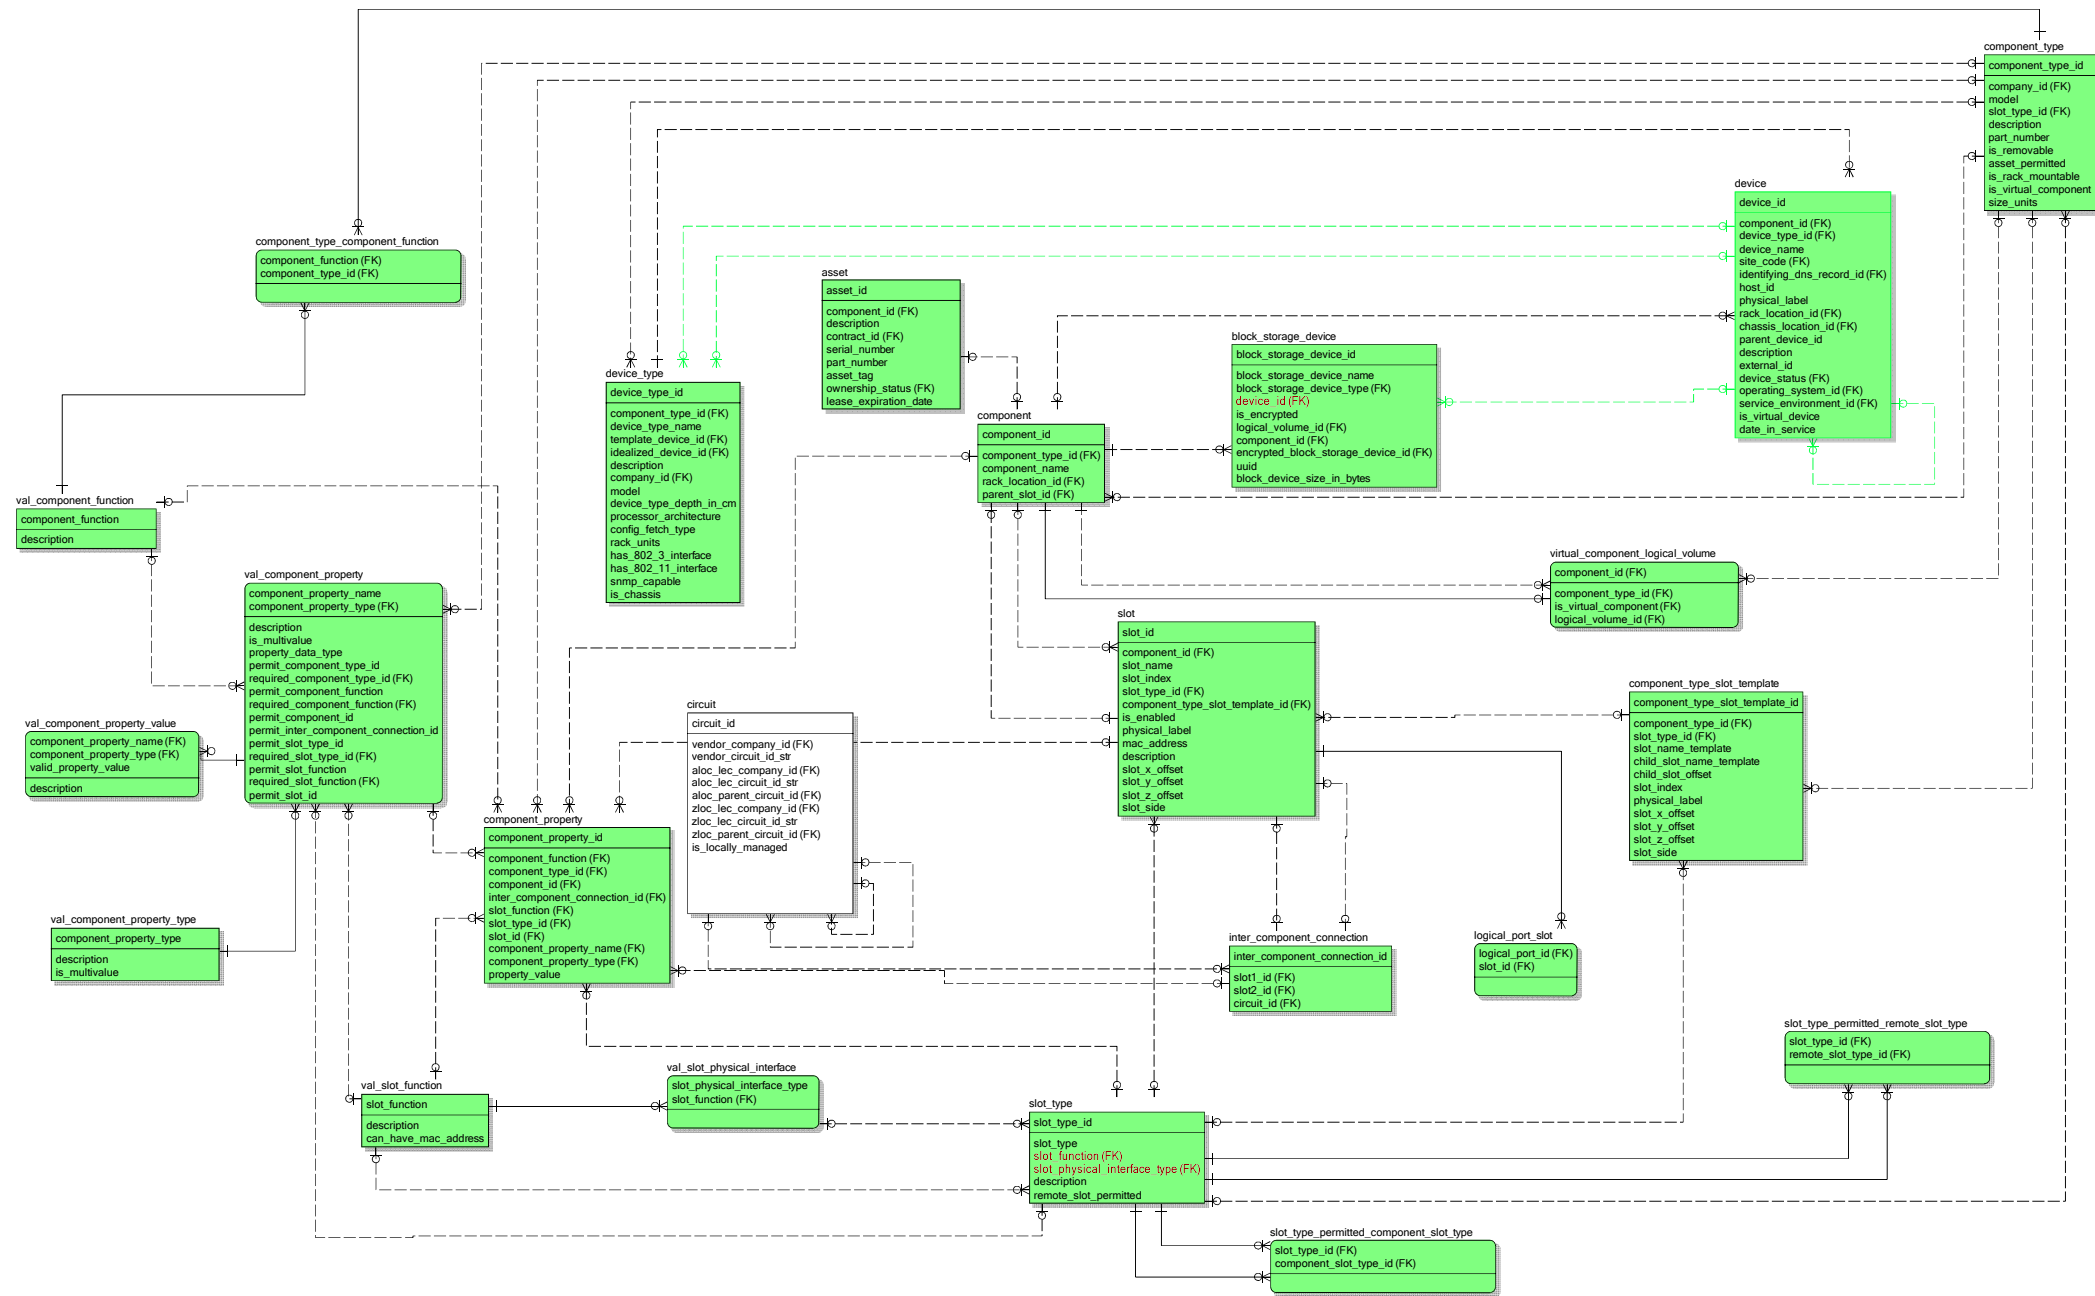 component_type
component_type_id
company_id (FK)
model
slot_type_id (FK)
description
part_number
is_removable
asset_permitted
is_rack_mountable
is_virtual_component
size_units
device
device_id
component_id (FK)
device_type_id (FK)
device_name
site_code (FK)
identifying_dns_record_id (FK)
host_id
physical_label
rack_location_id (FK)
chassis_location_id (FK)
parent_device_id
description
external_id
device_status (FK)
operating_system_id (FK)
service_environment_id (FK)
is_virtual_device
date_in_service
component_type_component_function
component_function (FK)
component_type_id (FK)
asset
asset_id
component_id (FK)
description
contract_id (FK)
serial_number
part_number
asset_tag
ownership_status (FK)
lease_expiration_date
block_storage_device
block_storage_device_id
block_storage_device_name
block_storage_device_type (FK)
device_id (FK)
is_encrypted
logical_volume_id (FK)
component_id (FK)
encrypted_block_storage_device_id (FK)
uuid
block_device_size_in_bytes
device_type
device_type_id
component_type_id (FK)
device_type_name
template_device_id (FK)
idealized_device_id (FK)
description
company_id (FK)
model
device_type_depth_in_cm
processor_architecture
config_fetch_type
rack_units
has_802_3_interface
has_802_11_interface
snmp_capable
is_chassis
component
component_id
component_type_id (FK)
component_name
rack_location_id (FK)
parent_slot_id (FK)
val_component_function
component_function
description
virtual_component_logical_volume
component_id (FK)
component_type_id (FK)
is_virtual_component (FK)
logical_volume_id (FK)
val_component_property
component_property_name
component_property_type (FK)
description
is_multivalue
property_data_type
permit_component_type_id
required_component_type_id (FK)
permit_component_function
required_component_function (FK)
permit_component_id
permit_inter_component_connection_id
permit_slot_type_id
required_slot_type_id (FK)
permit_slot_function
required_slot_function (FK)
permit_slot_id
slot
slot_id
component_id (FK)
slot_name
slot_index
slot_type_id (FK)
component_type_slot_template_id (FK)
is_enabled
physical_label
mac_address
description
slot_x_offset
slot_y_offset
slot_z_offset
slot_side
component_type_slot_template
component_type_slot_template_id
component_type_id (FK)
slot_type_id (FK)
slot_name_template
child_slot_name_template
child_slot_offset
slot_index
physical_label
slot_x_offset
slot_y_offset
slot_z_offset
slot_side
val_component_property_value
component_property_name (FK)
component_property_type (FK)
valid_property_value
description
circuit
circuit_id
vendor_company_id (FK)
vendor_circuit_id_str
aloc_lec_company_id (FK)
aloc_lec_circuit_id_str
aloc_parent_circuit_id (FK)
zloc_lec_company_id (FK)
zloc_lec_circuit_id_str
zloc_parent_circuit_id (FK)
is_locally_managed
component_property
component_property_id
component_function (FK)
component_type_id (FK)
component_id (FK)
inter_component_connection_id (FK)
slot_function (FK)
slot_type_id (FK)
slot_id (FK)
component_property_name (FK)
component_property_type (FK)
property_value
val_component_property_type
component_property_type
description
is_multivalue
inter_component_connection
inter_component_connection_id
slot1_id (FK)
slot2_id (FK)
circuit_id (FK)
logical_port_slot
logical_port_id (FK)
slot_id (FK)
slot_type_permitted_remote_slot_type
slot_type_id (FK)
remote_slot_type_id (FK)
val_slot_function
slot_function
description
can_have_mac_address
val_slot_physical_interface
slot_physical_interface_type
slot_function (FK)
slot_type
slot_type_id
slot_type
slot_function (FK)
slot_physical_interface_type (FK)
description
remote_slot_permitted
slot_type_permitted_component_slot_type
slot_type_id (FK)
component_slot_type_id (FK)